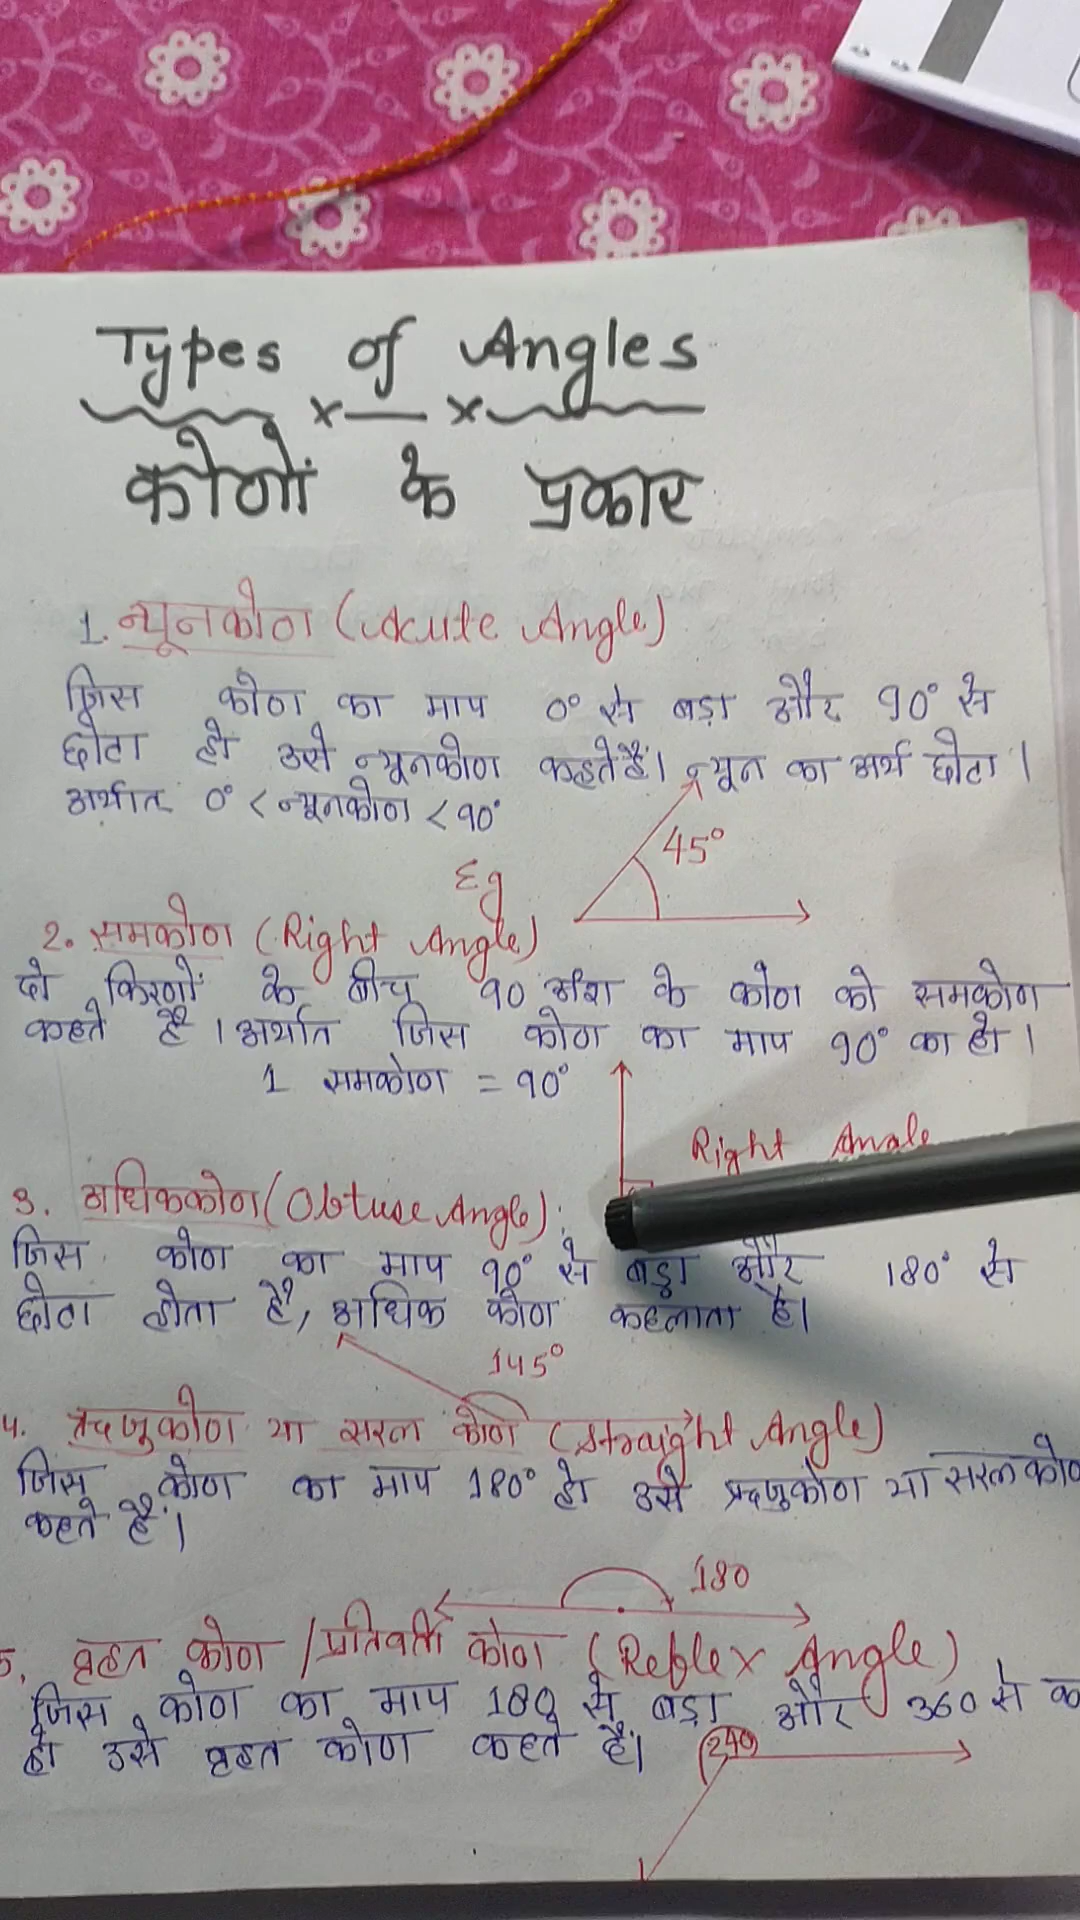 Types of Angles
कोणों के प्रकार
1. न्यूनकोण (Acute Angle)
जिस कोण का माप 0° से बड़ा और 90° से
छोटा हो उसे न्यूनकोण कहते हैं। न्यून का अर्थ छोटा।
अर्थात 0° < न्यूनकोण < 90°
45°
Eg
2. समकोण (Right Angle)
दो किरणों के बीच 90 अंश के कोण को समकोण
कहते है। अर्थात जिस कोण का माप 90° का हो।
1 समकोण = 90°
Right Angle
3. अधिककोण (Obtuse Angle):
जिस कोण का माप 90° से बड़ा और 180° से
छोटा होता है, अधिक कोण कहलाता है।
145°
4. ऋजुकोण या सरल कोण (Straight Angle)
जिस कोण का माप 180° हो उसे ऋजुकोण या सरल को
कहते है।
180
5. वृहत कोण / प्रतिवर्ती कोण (Reflex Angle)
जिस कोण का माप 180 से बड़ा और 360 से क
हो उसे वृहत कोण कहते है।
240